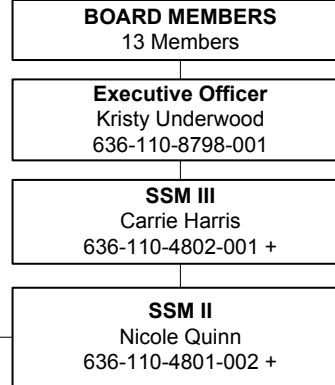 BOARD MEMBERS
13 Members
Executive Officer
Kristy Underwood
636-110-8798-001
SSM III
Carrie Harris
636-110-4802-001 +
SSM II
Nicole Quinn
636-110-4801-002 +